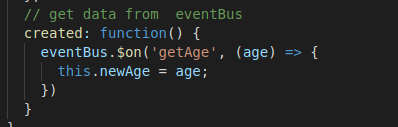 // get data from  eventBus
created: function() {
  eventBus.$on('getAge', (age) => {
    this.newAge = age;
  })
}